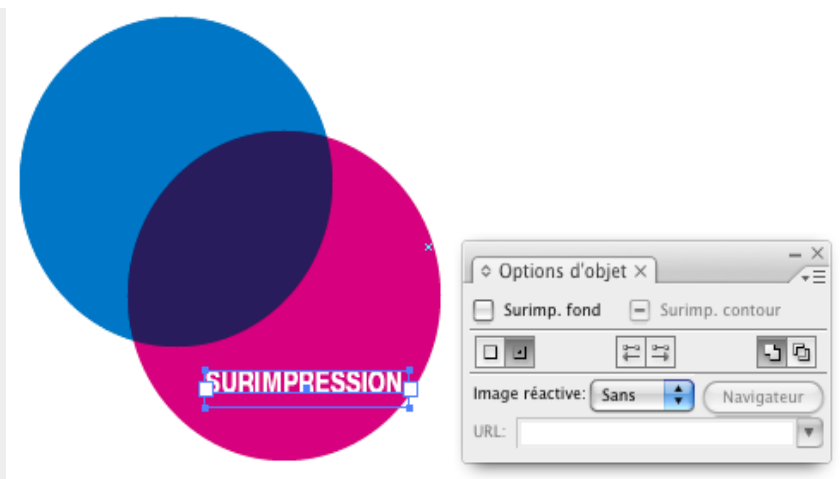 SURIMPRESSION
Options d'objet
Surimp. fond Surimp. contour
Image réactive: Sans Navigateur
URL: